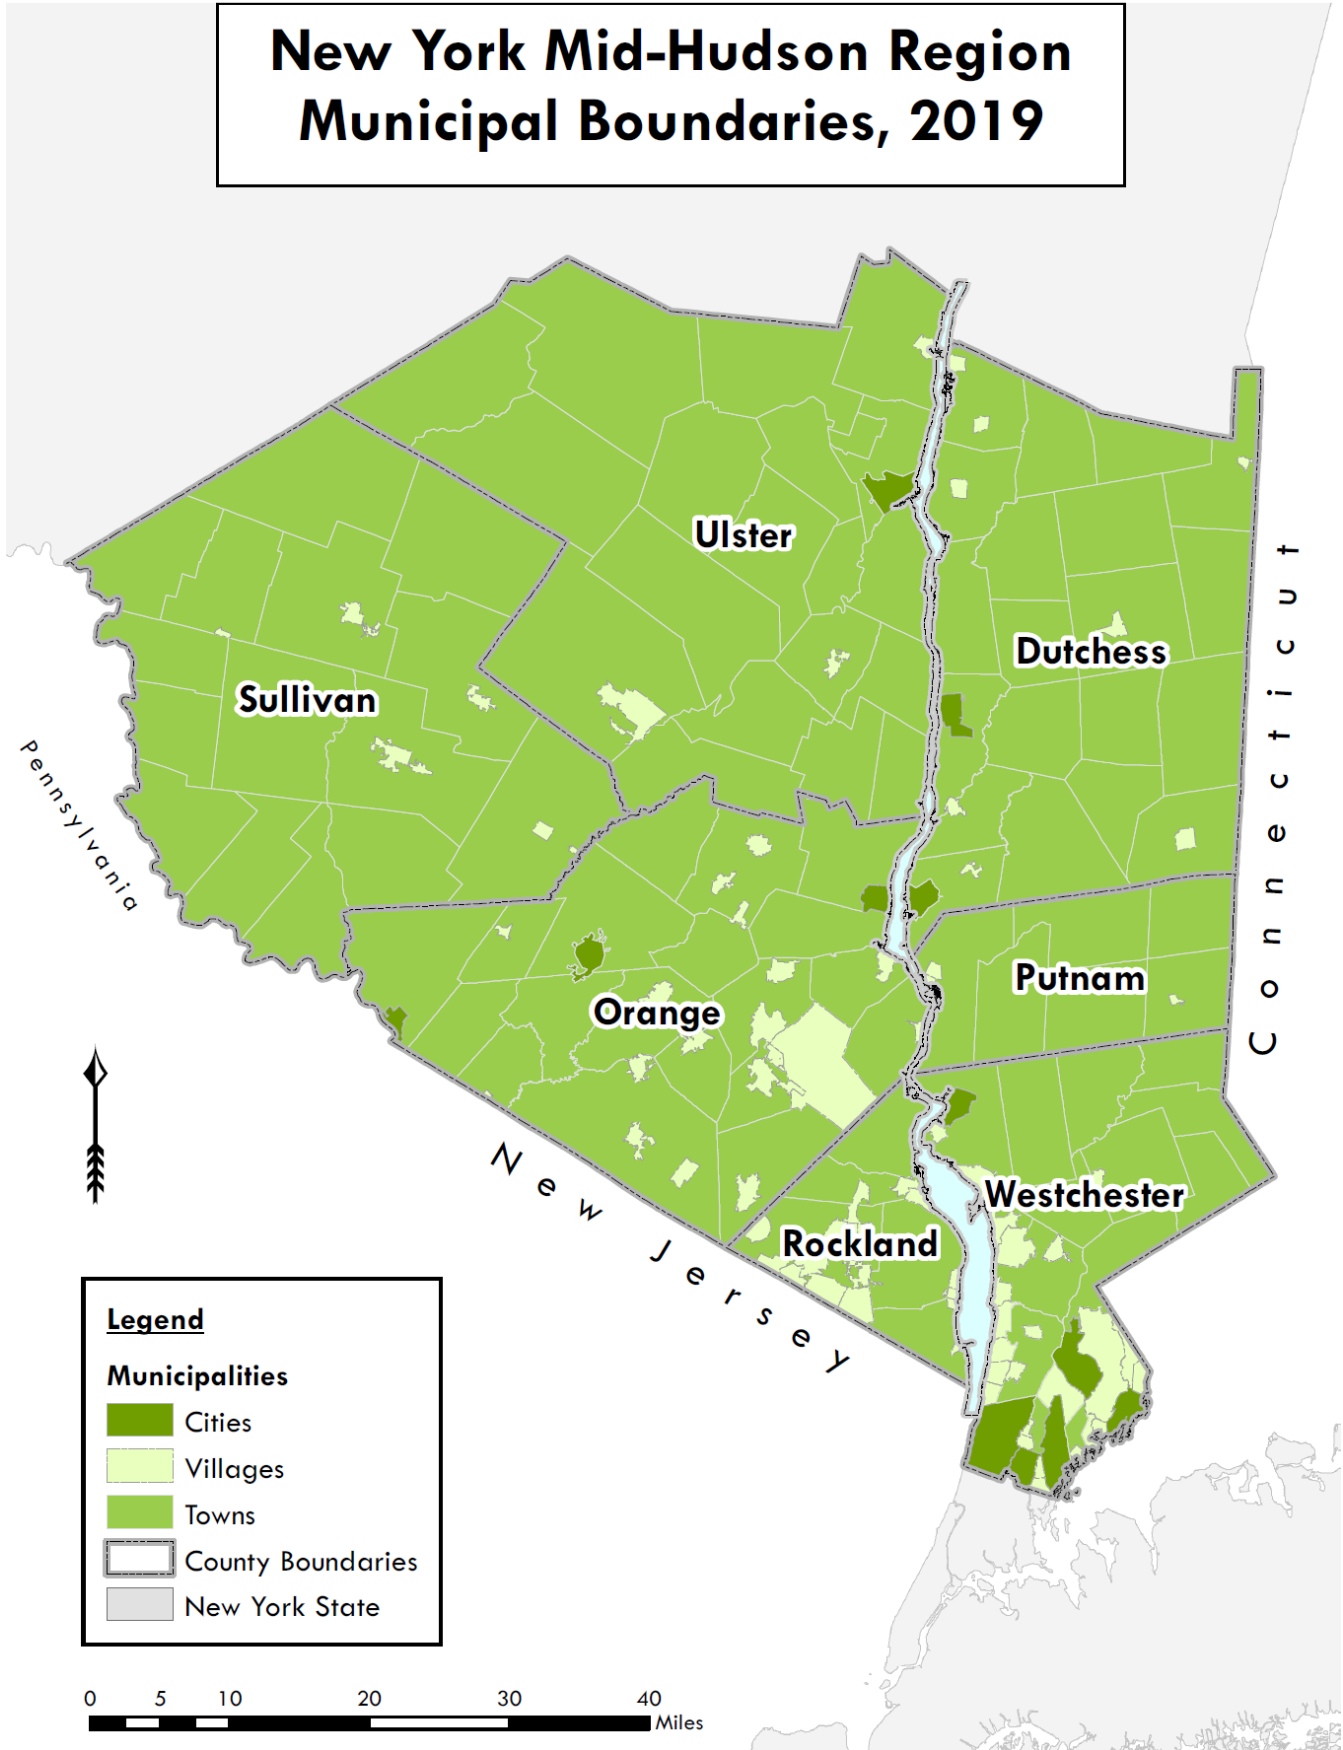 New York Mid-Hudson Region
Municipal Boundaries, 2019
Ulster
Dutchess
Sullivan
Connecticut
Pennsylvania
Putnam
Orange
Westchester
Rockland
New Jersey
Legend
Municipalities
Cities
Villages
Towns
County Boundaries
New York State
0 5 10 20 30 40
Miles